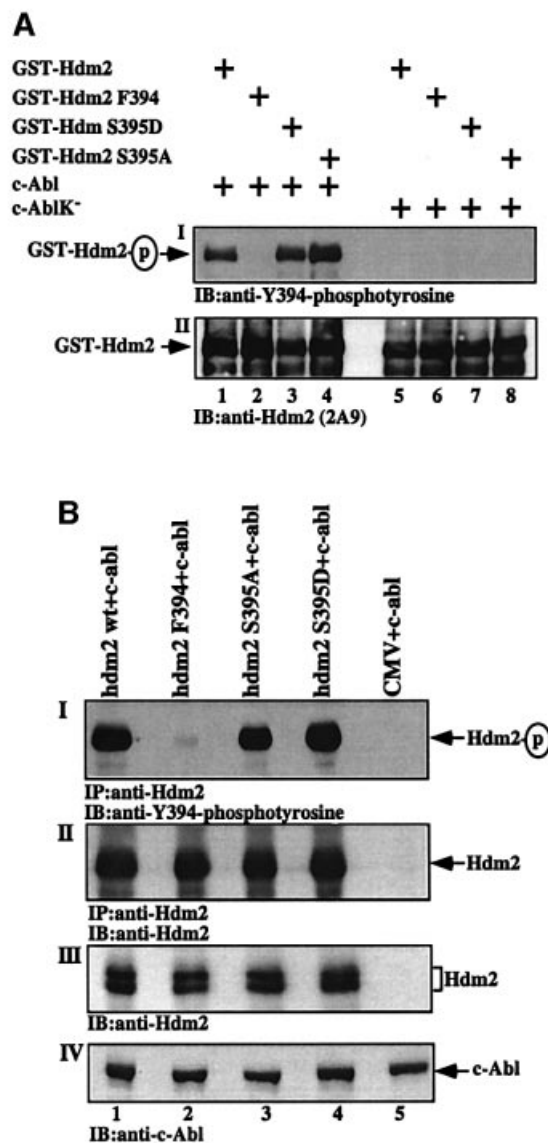 A
GST-Hdm2 + +
GST-Hdm2 F394 + +
GST-Hdm S395D + +
GST-Hdm2 S395A + +
c-Abl + + + +
c-AblK- + + + +
I
GST-Hdm2-p
IB:anti-Y394-phosphotyrosine
II
GST-Hdm2
1 2 3 4 5 6 7 8
IB:anti-Hdm2 (2A9)
B
hdm2 wt+c-abl
hdm2 F394+c-abl
hdm2 S395A+c-abl
hdm2 S395D+c-abl
CMV+c-abl
I
Hdm2-p
IP:anti-Hdm2
IB:anti-Y394-phosphotyrosine
II
Hdm2
IP:anti-Hdm2
IB:anti-Hdm2
III
Hdm2
IB:anti-Hdm2
IV
c-Abl
1 2 3 4 5
IB:anti-c-Abl